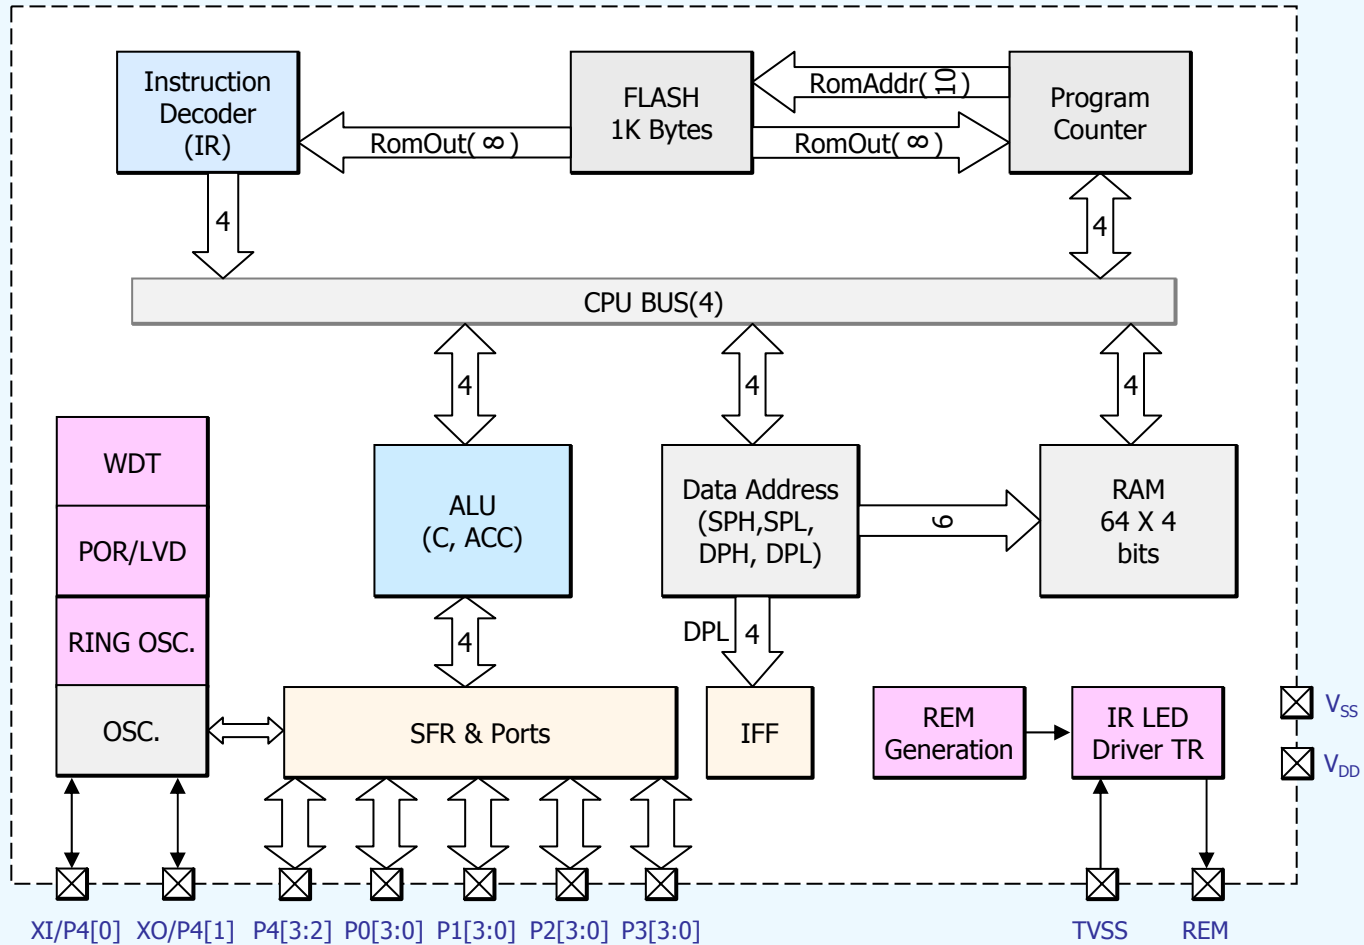 Instruction
Decoder
(IR)
FLASH
1K Bytes
Program
Counter
RomAddr(10)
RomOut(8)
RomOut(8)
4
4
CPU BUS(4)
4
4
4
WDT
POR/LVD
RING OSC.
OSC.
ALU
(C, ACC)
Data Address
(SPH,SPL,
DPH, DPL)
6
RAM
64 X 4
bits
4
DPL 4
SFR & Ports
IFF
REM
Generation
IR LED
Driver TR
VSS
VDD
XI/P4[0] XO/P4[1] P4[3:2] P0[3:0] P1[3:0] P2[3:0] P3[3:0] TVSS REM